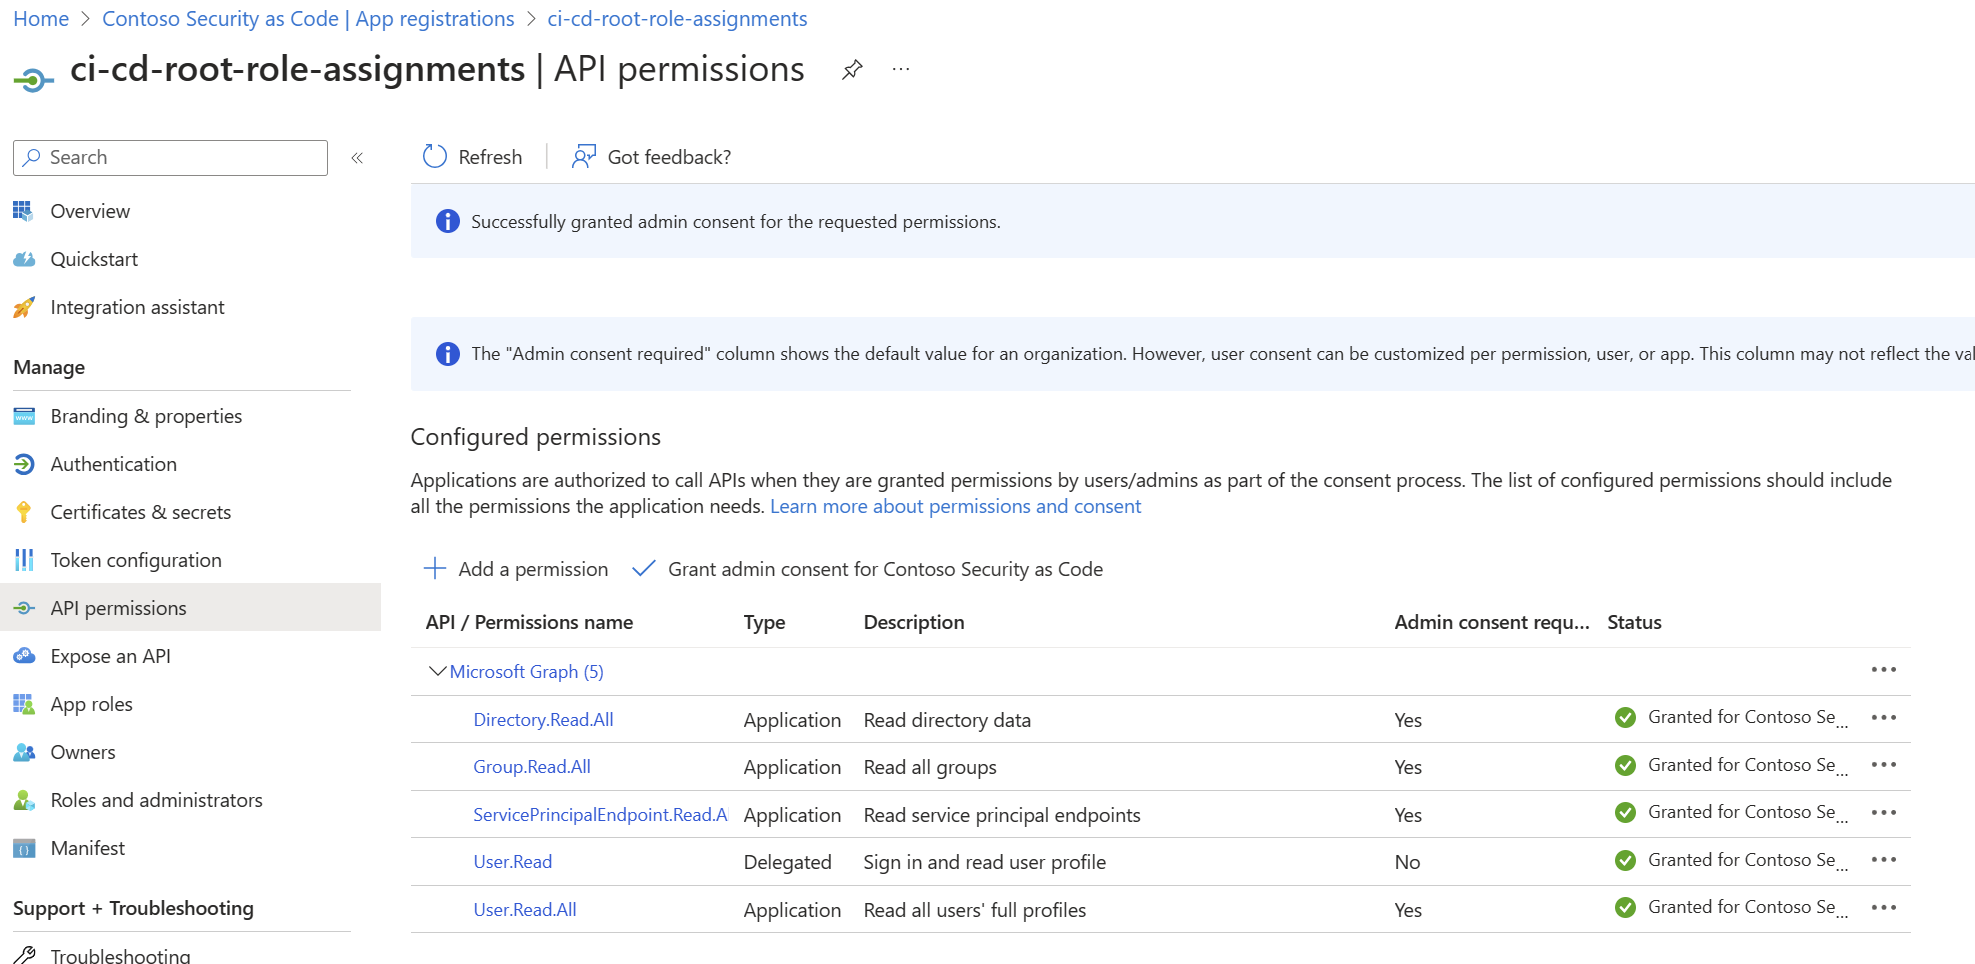 Home > Contoso Security as Code | App registrations > ci-cd-root-role-assignments
ci-cd-root-role-assignments | API permissions ...
Search «
Overview
Quickstart
Integration assistant
Manage
Branding & properties
Authentication
Certificates & secrets
Token configuration
API permissions
Expose an API
App roles
Owners
Roles and administrators
Manifest
Support + Troubleshooting
Troubleshooting
Refresh | Got feedback?
Successfully granted admin consent for the requested permissions.
The "Admin consent required" column shows the default value for an organization. However, user consent can be customized per permission, user, or app. This column may not reflect the val
Configured permissions
Applications are authorized to call APIs when they are granted permissions by users/admins as part of the consent process. The list of configured permissions should include
all the permissions the application needs. Learn more about permissions and consent
Add a permission Grant admin consent for Contoso Security as Code
API / Permissions name Type Description Admin consent requ... Status
Microsoft Graph (5) ...
Directory.Read.All Application Read directory data Yes Granted for Contoso Se... ...
Group.Read.All Application Read all groups Yes Granted for Contoso Se... ...
ServicePrincipalEndpoint.Read.A Application Read service principal endpoints Yes Granted for Contoso Se... ...
User.Read Delegated Sign in and read user profile No Granted for Contoso Se... ...
User.Read.All Application Read all users' full profiles Yes Granted for Contoso Se... ...